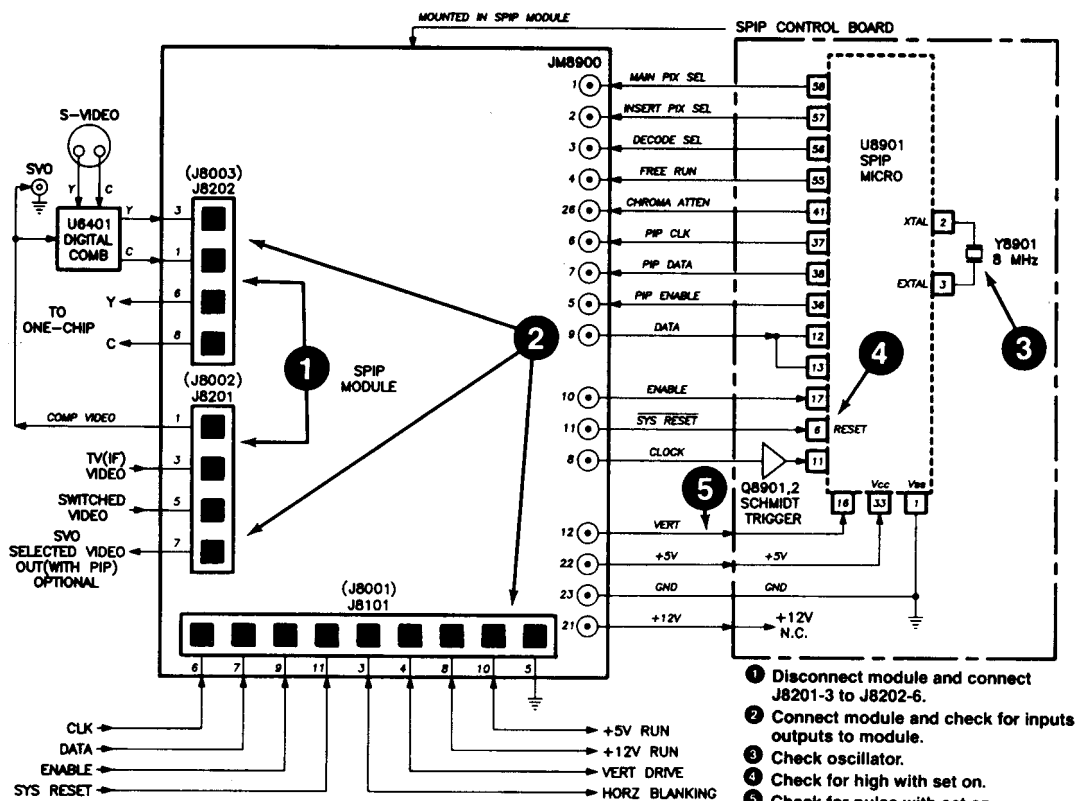 MOUNTED IN SPIP MODULE
SPIP CONTROL BOARD
JM8900
1 MAIN PIX SEL 58
2 INSERT PIX SEL 57
3 DECODE SEL 56
4 FREE RUN 55
26 CHROMA ATTEN 41
6 PIP CLK 37
7 PIP DATA 38
5 PIP ENABLE 36
9 DATA 12
13
10 ENABLE 17
11 SYS RESET 6 RESET
8 CLOCK 11
Q8901,2
SCHMIDT
TRIGGER
12 VERT
22 +5V +5V
23 GND GND
21 +12V +12V
N.C.
U8901
SPIP
MICRO
XTAL 2
EXTAL 3
Y8901
8 MHz
Vcc Vss
16 33 1
S-VIDEO
SVO
Y C
U6401
DIGITAL
COMB
Y
C
(J8003)
J8202
3
1
6
8
TO
ONE-CHIP
Y
C
(J8002)
J8201
COMP VIDEO 1
TV(IF)
VIDEO 3
SWITCHED
VIDEO 5
SVO
SELECTED VIDEO 7
OUT(WITH PIP)
OPTIONAL
1
2
3
4
5
SPIP
MODULE
(J8001)
J8101
6 7 9 11 3 4 8 10 5
CLK
DATA
ENABLE
SYS RESET
+5V RUN
+12V RUN
VERT DRIVE
HORZ BLANKING
1 Disconnect module and connect
J8201-3 to J8202-6.
2 Connect module and check for inputs
outputs to module.
3 Check oscillator.
4 Check for high with set on.
5 Check for pulse with set on